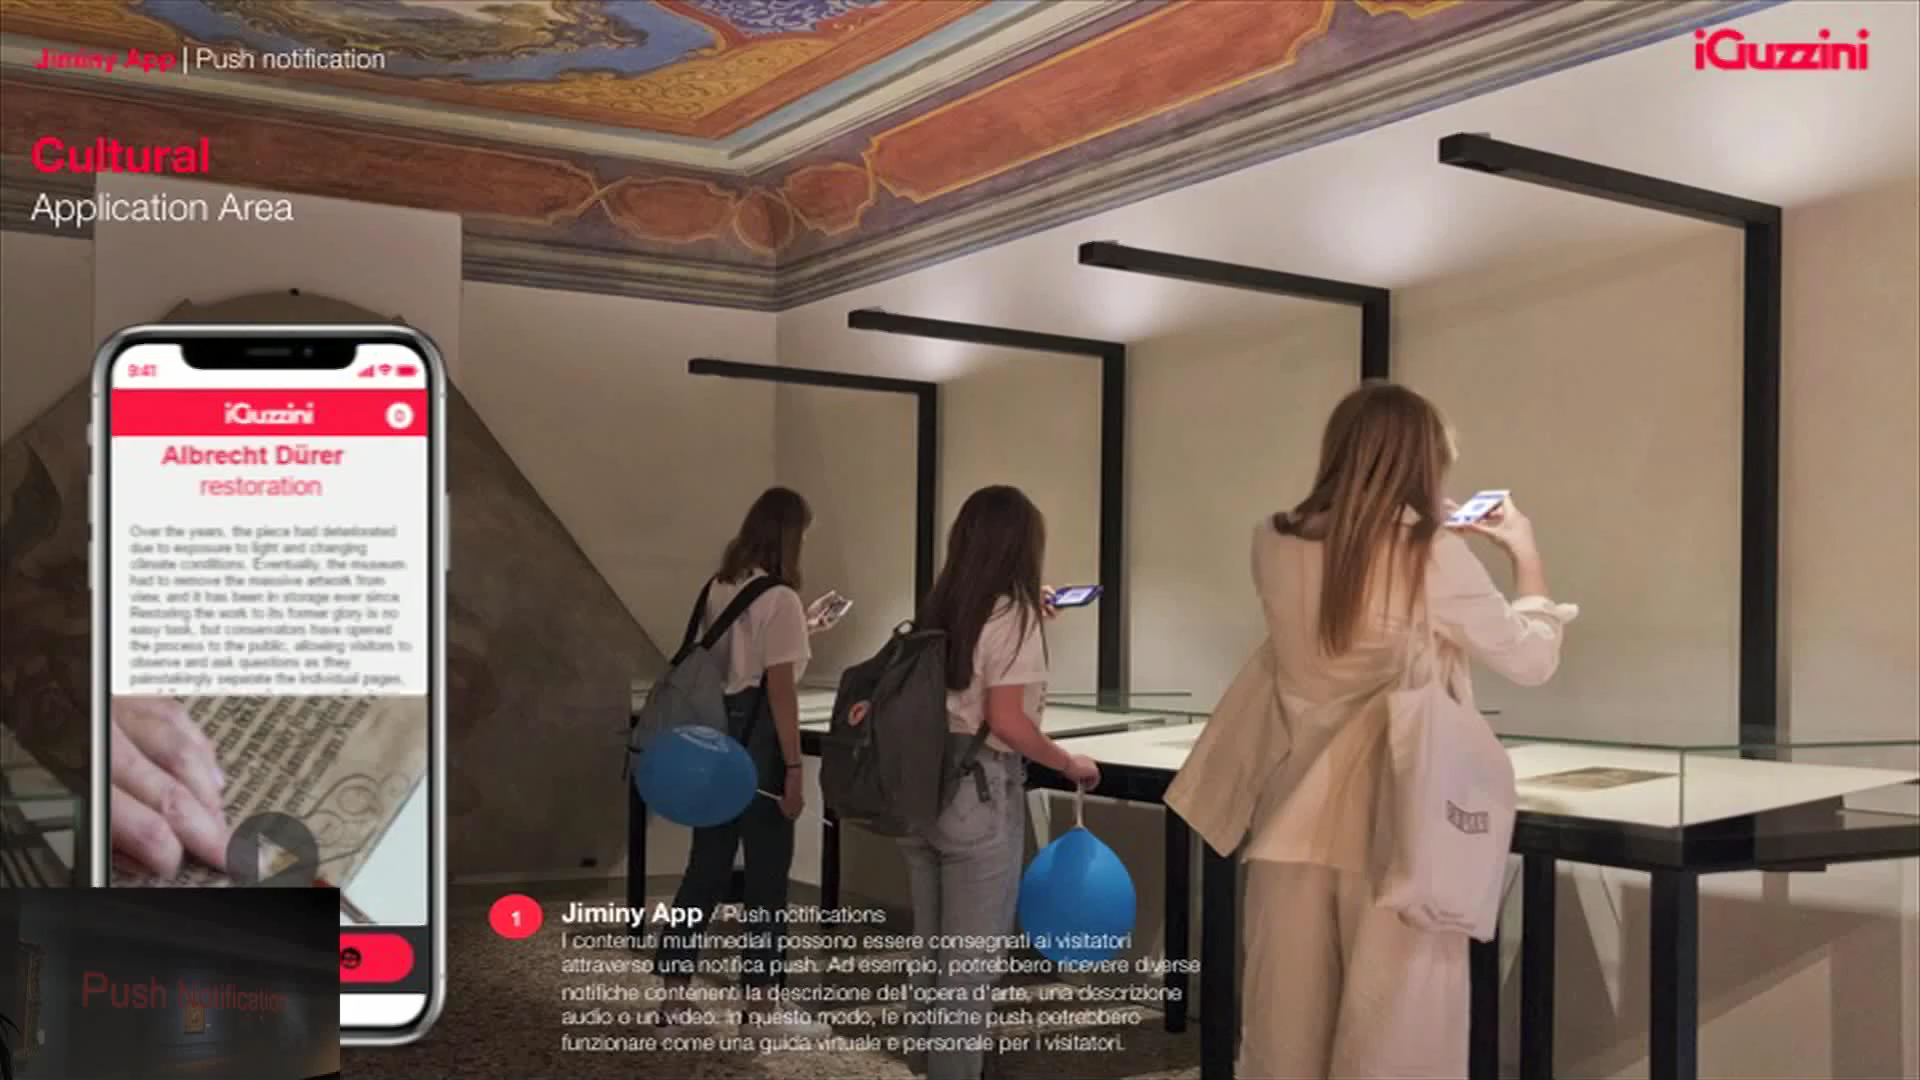 Jiminy App | Push notification
iGuzzini
Cultural
Application Area
9:41
iGuzzini
Albrecht Dürer
restoration
Over the years, the piece had deteriorated
due to exposure to light and changing
climate conditions. Eventually, the museum
had to remove the massive artwork from
view, and it has been in storage ever since.
Restoring the work to its former glory is no
easy task, but conservators have opened
the process to the public, allowing visitors to
observe and ask questions as they
painstakingly separate the individual pages,
Push Notification
1
Jiminy App / Push notifications
I contenuti multimediali possono essere consegnati ai visitatori
attraverso una notifica push. Ad esempio, potrebbero ricevere diverse
notifiche contenenti la descrizione dell'opera d'arte, una descrizione
audio o un video. In questo modo, le notifiche push potrebbero
funzionare come una guida virtuale e personale per i visitatori.